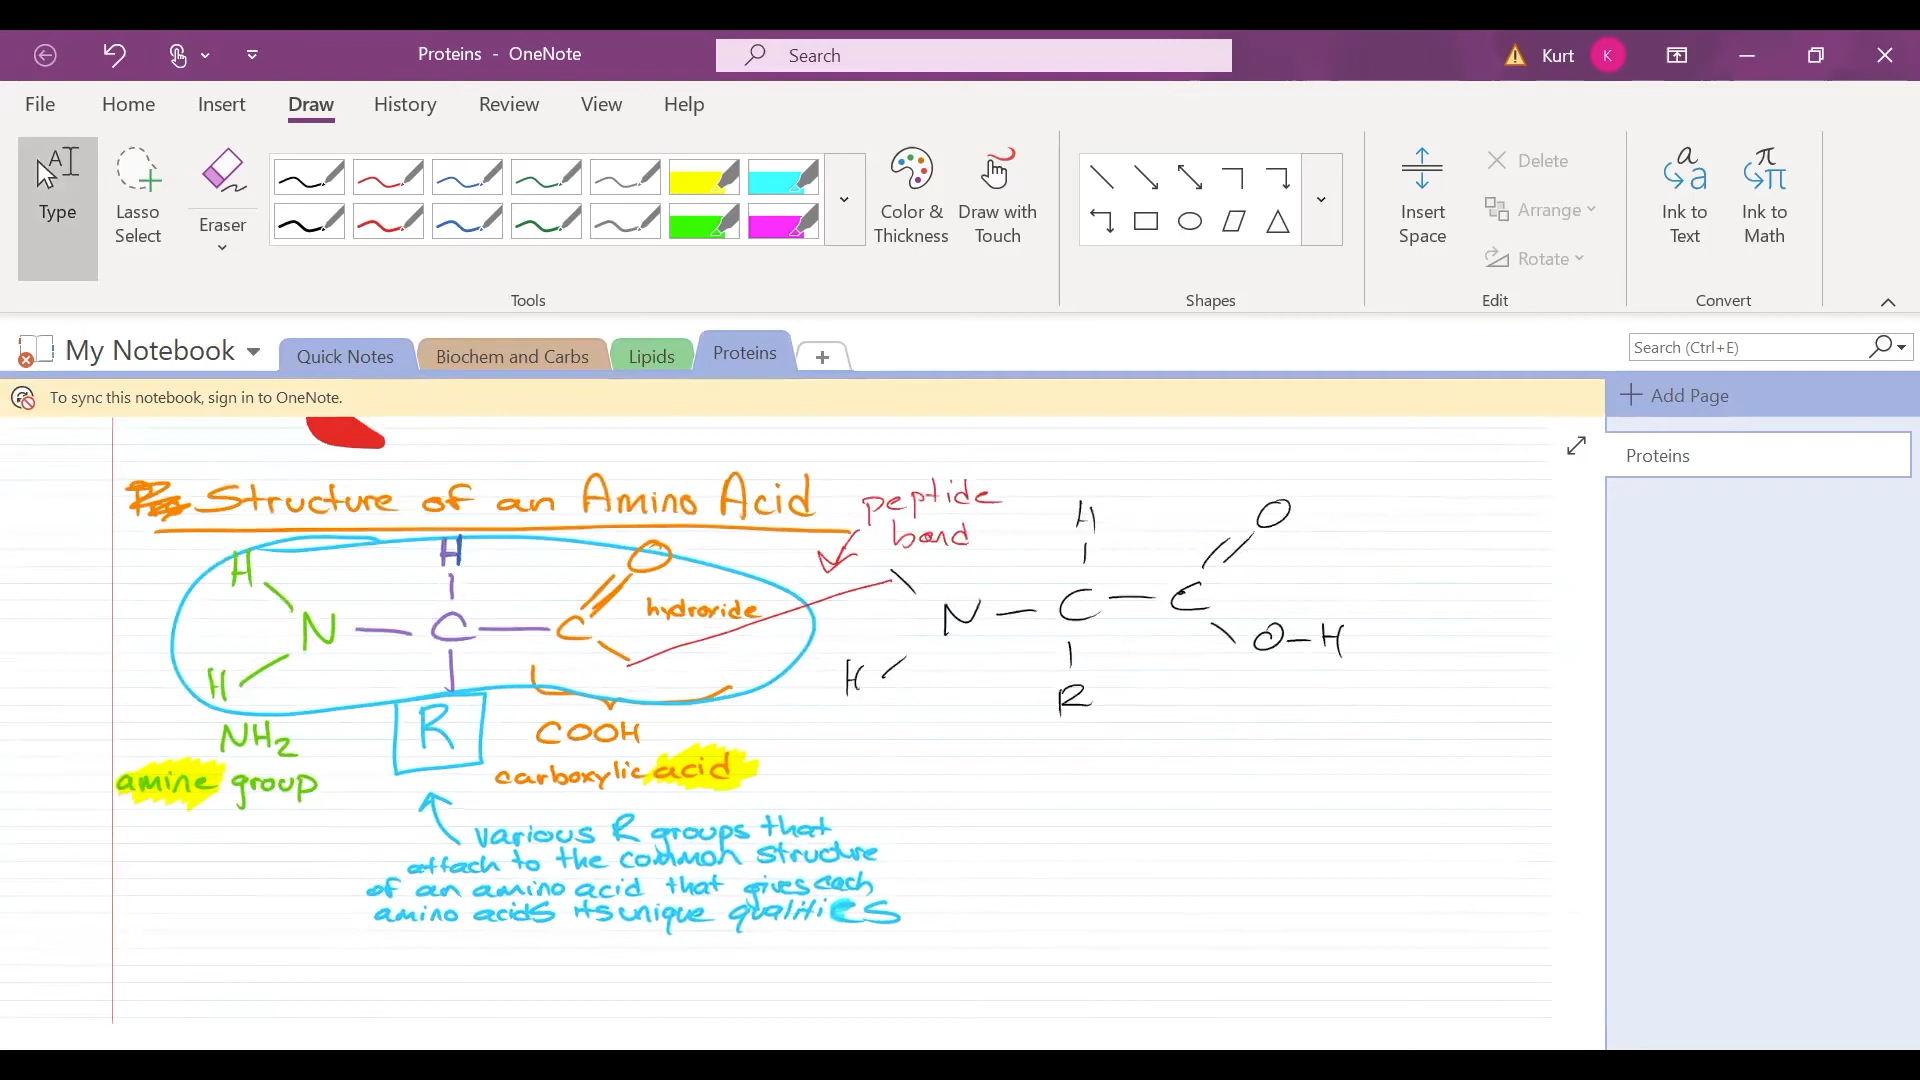 Proteins - OneNote
Search
Kurt
K
File Home Insert Draw History Review View Help
Type
Lasso Select
Eraser
Color & Thickness
Draw with Touch
Insert Space
Delete
Arrange
Rotate
Ink to Text
Ink to Math
Tools
Shapes
Edit
Convert
My Notebook
Quick Notes
Biochem and Carbs
Lipids
Proteins
Search (Ctrl+E)
To sync this notebook, sign in to OneNote.
Add Page
Proteins
Structure of an Amino Acid
peptide
bond
H H O
hydroxide
N C C
H
H O
N C C
H O-H
R
NH2
R
COOH
amine group
carboxylic acid
various R groups that
attach to the common structure
of an amino acid that gives each
amino acids its unique qualities